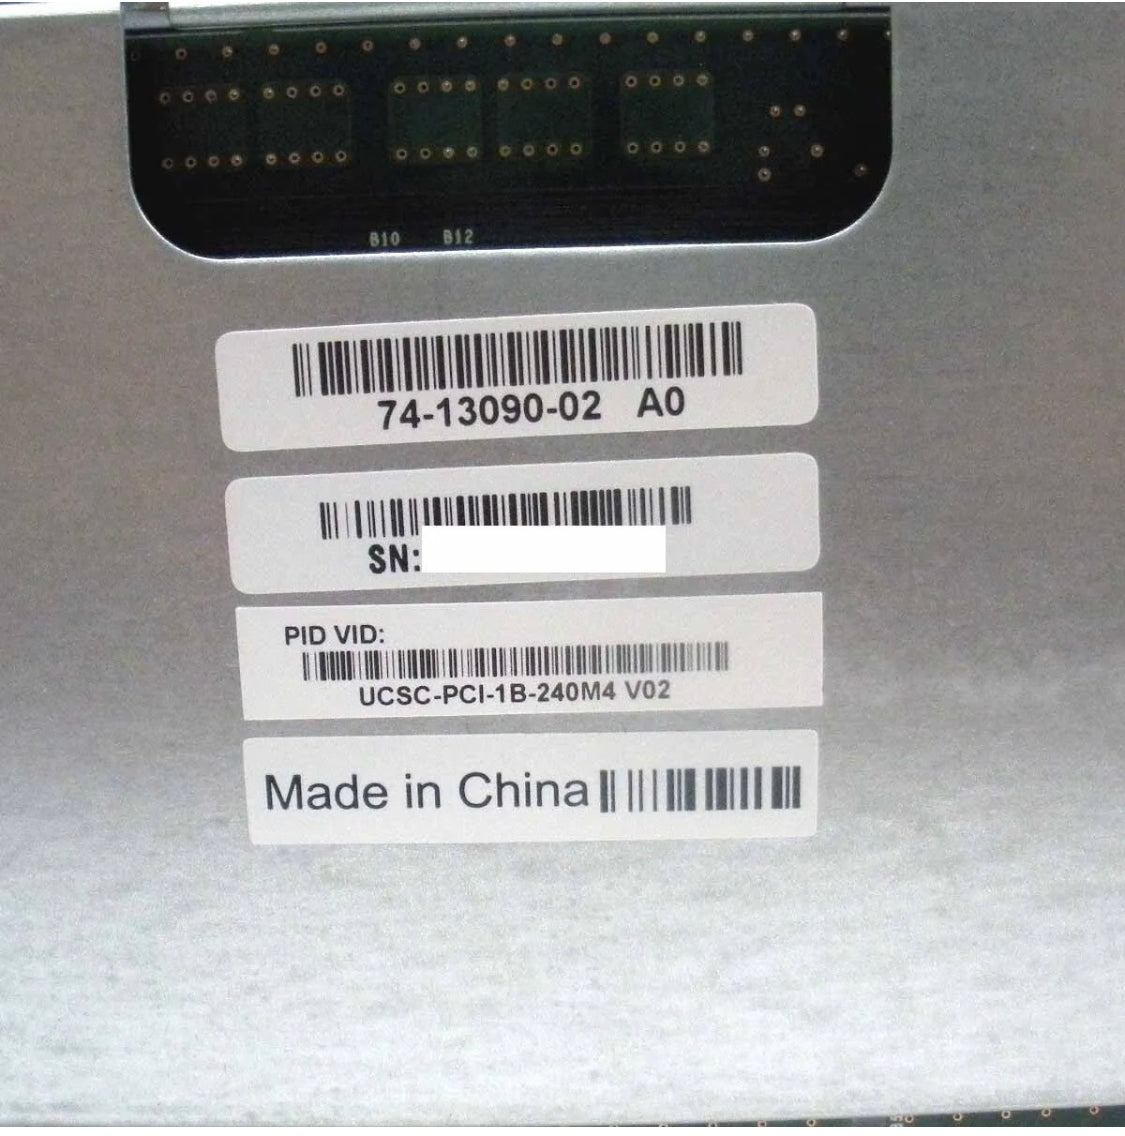 B10 B12
74-13090-02 A0
SN:
PID VID:
UCSC-PCI-1B-240M4 V02
Made in China